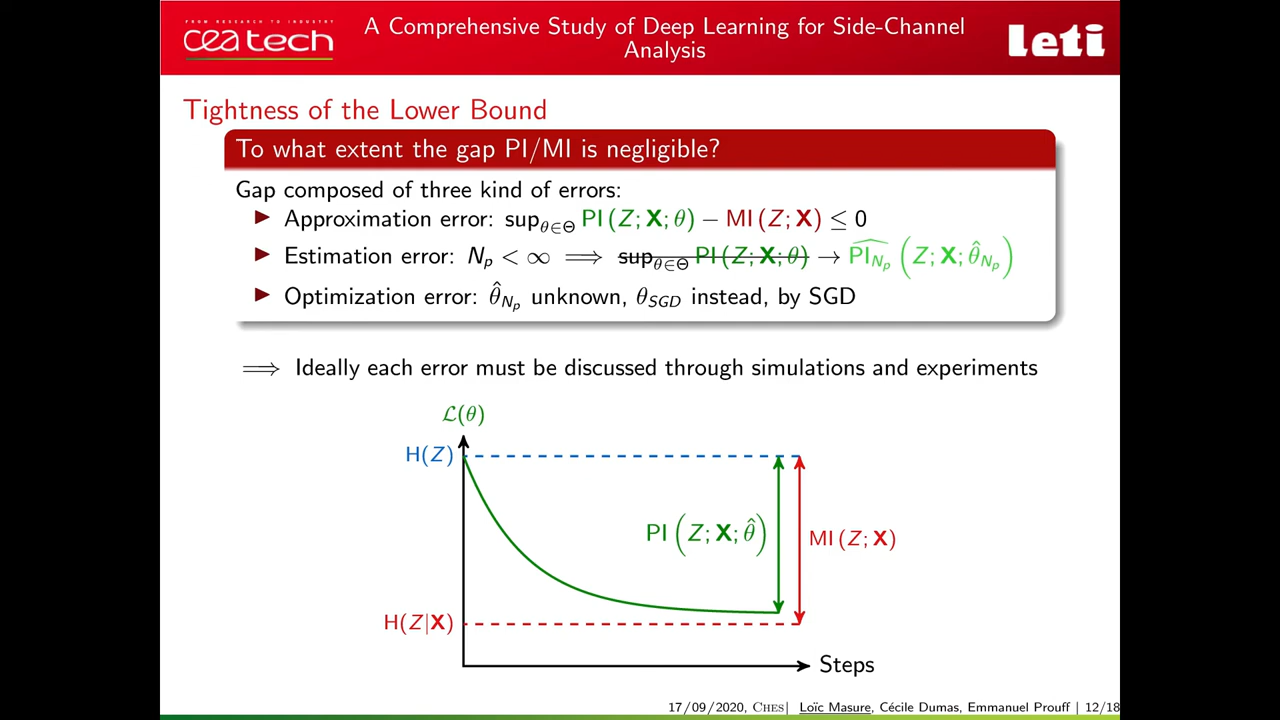 FROM RESEARCH TO INDUSTRY
cea tech
A Comprehensive Study of Deep Learning for Side-Channel
Analysis
leti
Tightness of the Lower Bound
To what extent the gap PI/MI is negligible?
Gap composed of three kind of errors:
▶ Approximation error: sup_{θ∈Θ} PI (Z; X; θ) − MI (Z; X) ≤ 0
▶ Estimation error: N_p < ∞ ⟹ sup_{θ∈Θ} PI (Z; X; θ) → \widehat{PI}_{N_p} (Z; X; θ̂_{N_p})
▶ Optimization error: θ̂_{N_p} unknown, θ_{SGD} instead, by SGD
⟹ Ideally each error must be discussed through simulations and experiments
ℒ(θ)
H(Z)
PI (Z; X; θ̂)
MI (Z; X)
H(Z|X)
Steps
17/09/2020, CHES| Loïc Masure, Cécile Dumas, Emmanuel Prouff | 12/18